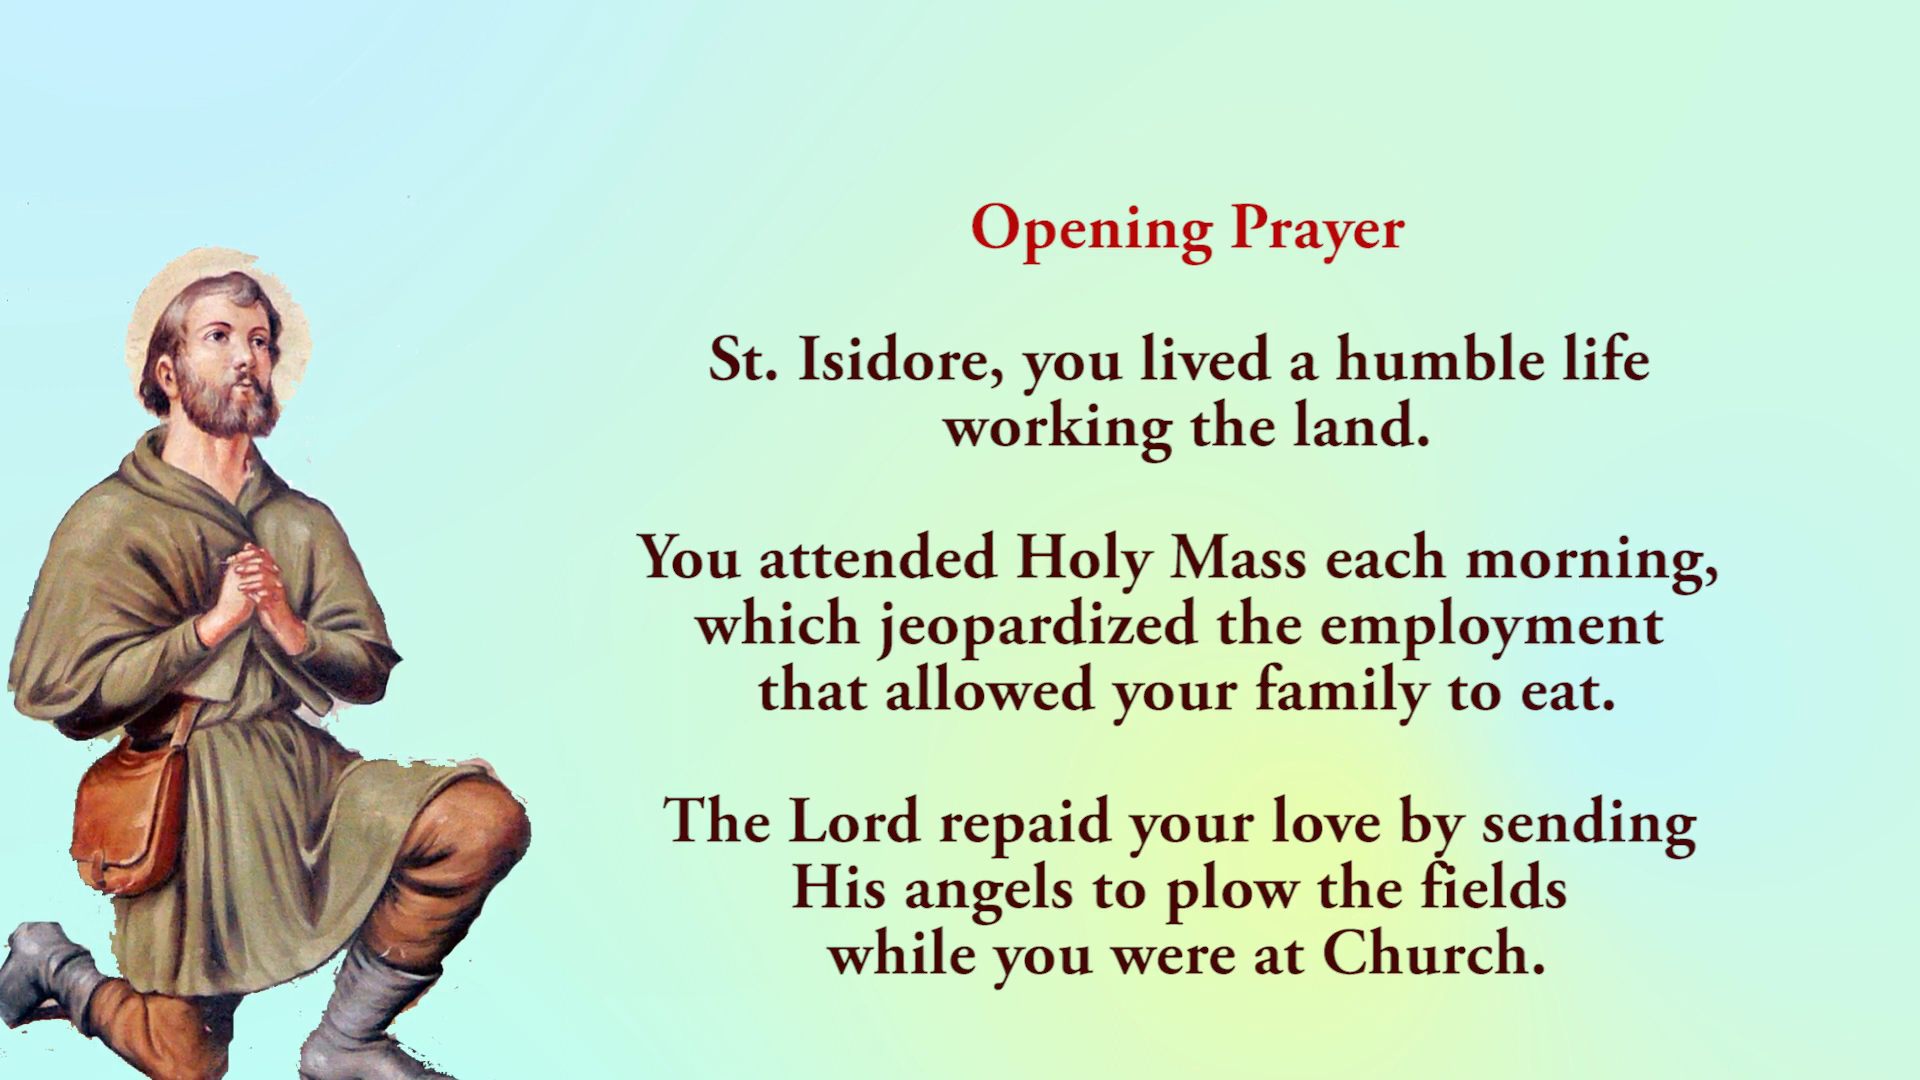 Opening Prayer
St. Isidore, you lived a humble life
working the land.
You attended Holy Mass each morning,
which jeopardized the employment
that allowed your family to eat.
The Lord repaid your love by sending
His angels to plow the fields
while you were at Church.